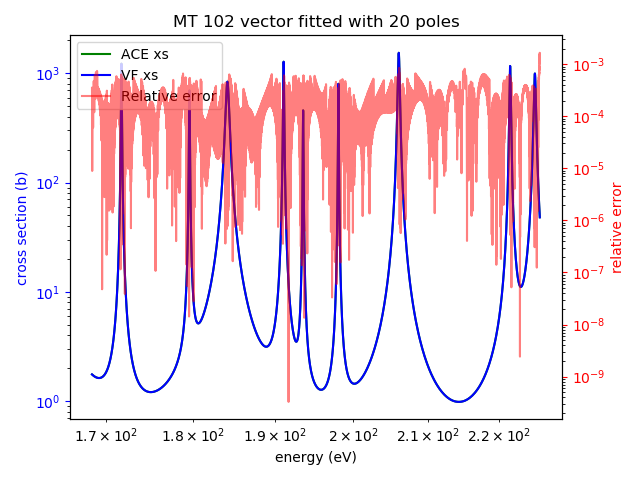 MT 102 vector fitted with 20 poles
ACE xs
VF xs
Relative error
cross section (b)
10³
10²
10¹
10⁰
10⁻³
10⁻⁴
10⁻⁵
10⁻⁶
10⁻⁷
10⁻⁸
10⁻⁹
relative error
1.7 × 10² 1.8 × 10² 1.9 × 10² 2 × 10² 2.1 × 10² 2.2 × 10²
energy (eV)